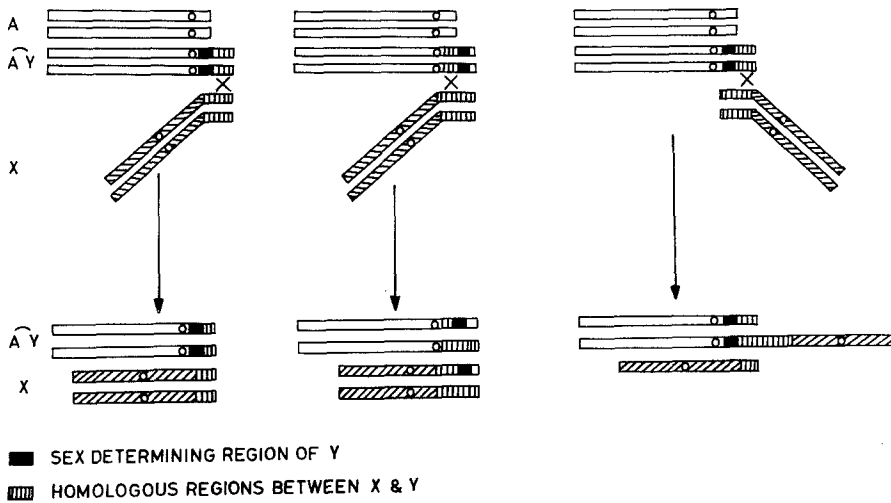 A
A͡Y
X
A͡Y
X
SEX DETERMINING REGION OF Y
HOMOLOGOUS REGIONS BETWEEN X & Y